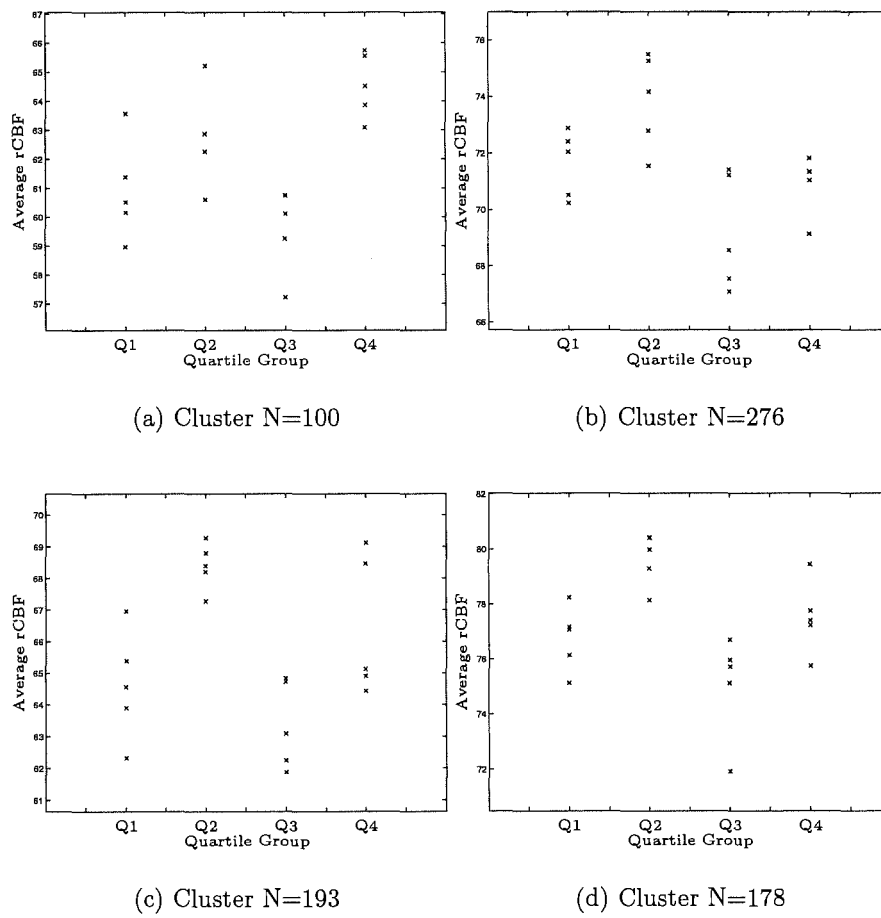 67
66
65
64
63
62
61
60
59
58
57
Average rCBF
Q1 Q2 Q3 Q4
Quartile Group
(a) Cluster N=100
76
74
72
70
68
66
Average rCBF
Q1 Q2 Q3 Q4
Quartile Group
(b) Cluster N=276
70
69
68
67
66
65
64
63
62
61
Average rCBF
Q1 Q2 Q3 Q4
Quartile Group
(c) Cluster N=193
82
80
78
76
74
72
Average rCBF
Q1 Q2 Q3 Q4
Quartile Group
(d) Cluster N=178